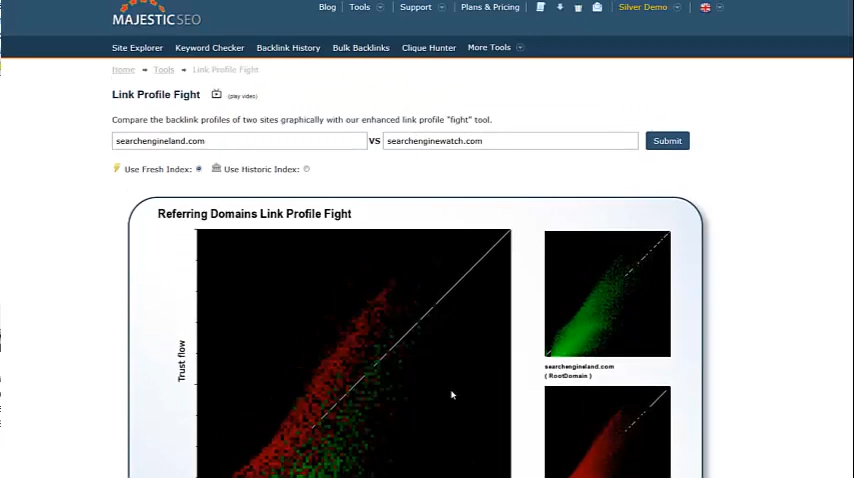 MAJESTICSEO
Blog Tools Support Plans & Pricing Silver Demo
Site Explorer Keyword Checker Backlink History Bulk Backlinks Clique Hunter More Tools
Home Tools Link Profile Fight
Link Profile Fight (play video)
Compare the backlink profiles of two sites graphically with our enhanced link profile "fight" tool.
searchengineland.com VS searchenginewatch.com Submit
Use Fresh Index: Use Historic Index:
Referring Domains Link Profile Fight
Trust flow
searchengineland.com
( RootDomain )